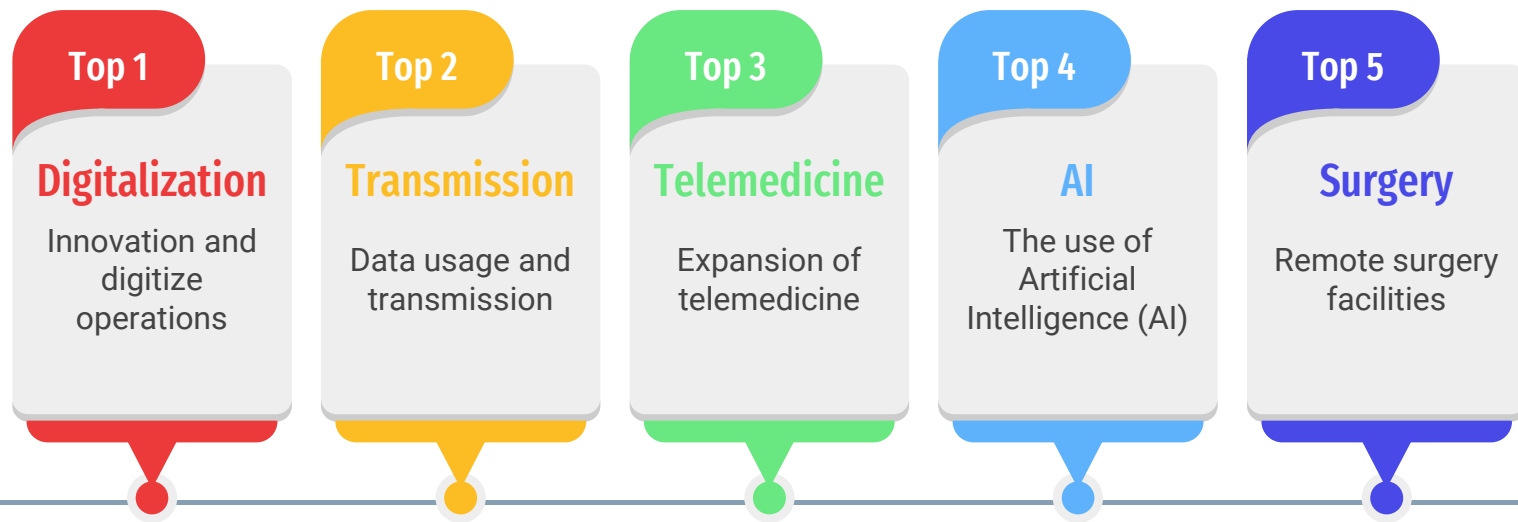 Top 1
Digitalization
Innovation and
digitize
operations
Top 2
Transmission
Data usage and
transmission
Top 3
Telemedicine
Expansion of
telemedicine
Top 4
AI
The use of
Artificial
Intelligence (AI)
Top 5
Surgery
Remote surgery
facilities